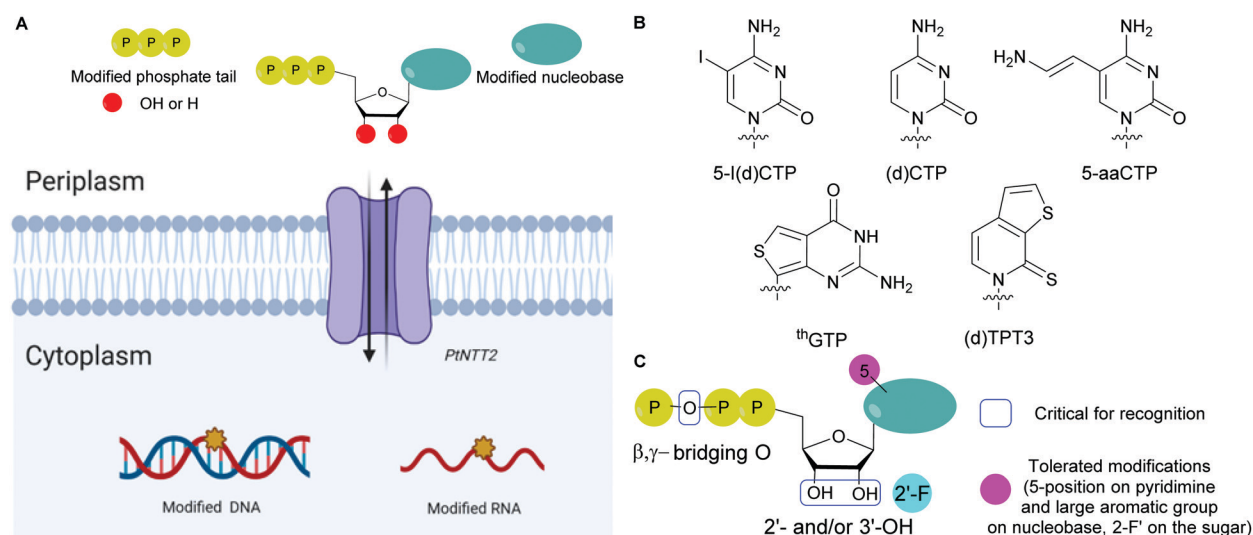 A
P P P
Modified phosphate tail
OH or H
P P P
O
Modified nucleobase
Periplasm
Cytoplasm
PtNTT2
Modified DNA
Modified RNA
B
NH2
I
N
N
O
5-I(d)CTP
NH2
N
N
O
(d)CTP
NH2
H2N
N
N
O
5-aaCTP
O
S
NH
N
NH2
thGTP
S
N
S
(d)TPT3
C
5
P O P P
β,γ– bridging O
O
OH OH
2'-F
2'- and/or 3'-OH
Critical for recognition
Tolerated modifications
(5-position on pyridimine
and large aromatic group
on nucleobase, 2-F' on the sugar)